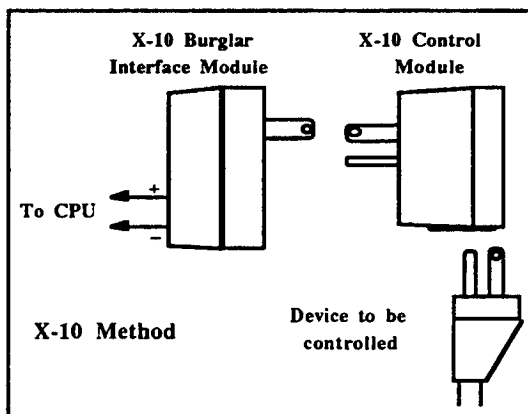 X-10 Burglar
Interface Module
X-10 Control
Module
+
To CPU
−
X-10 Method
Device to be
controlled